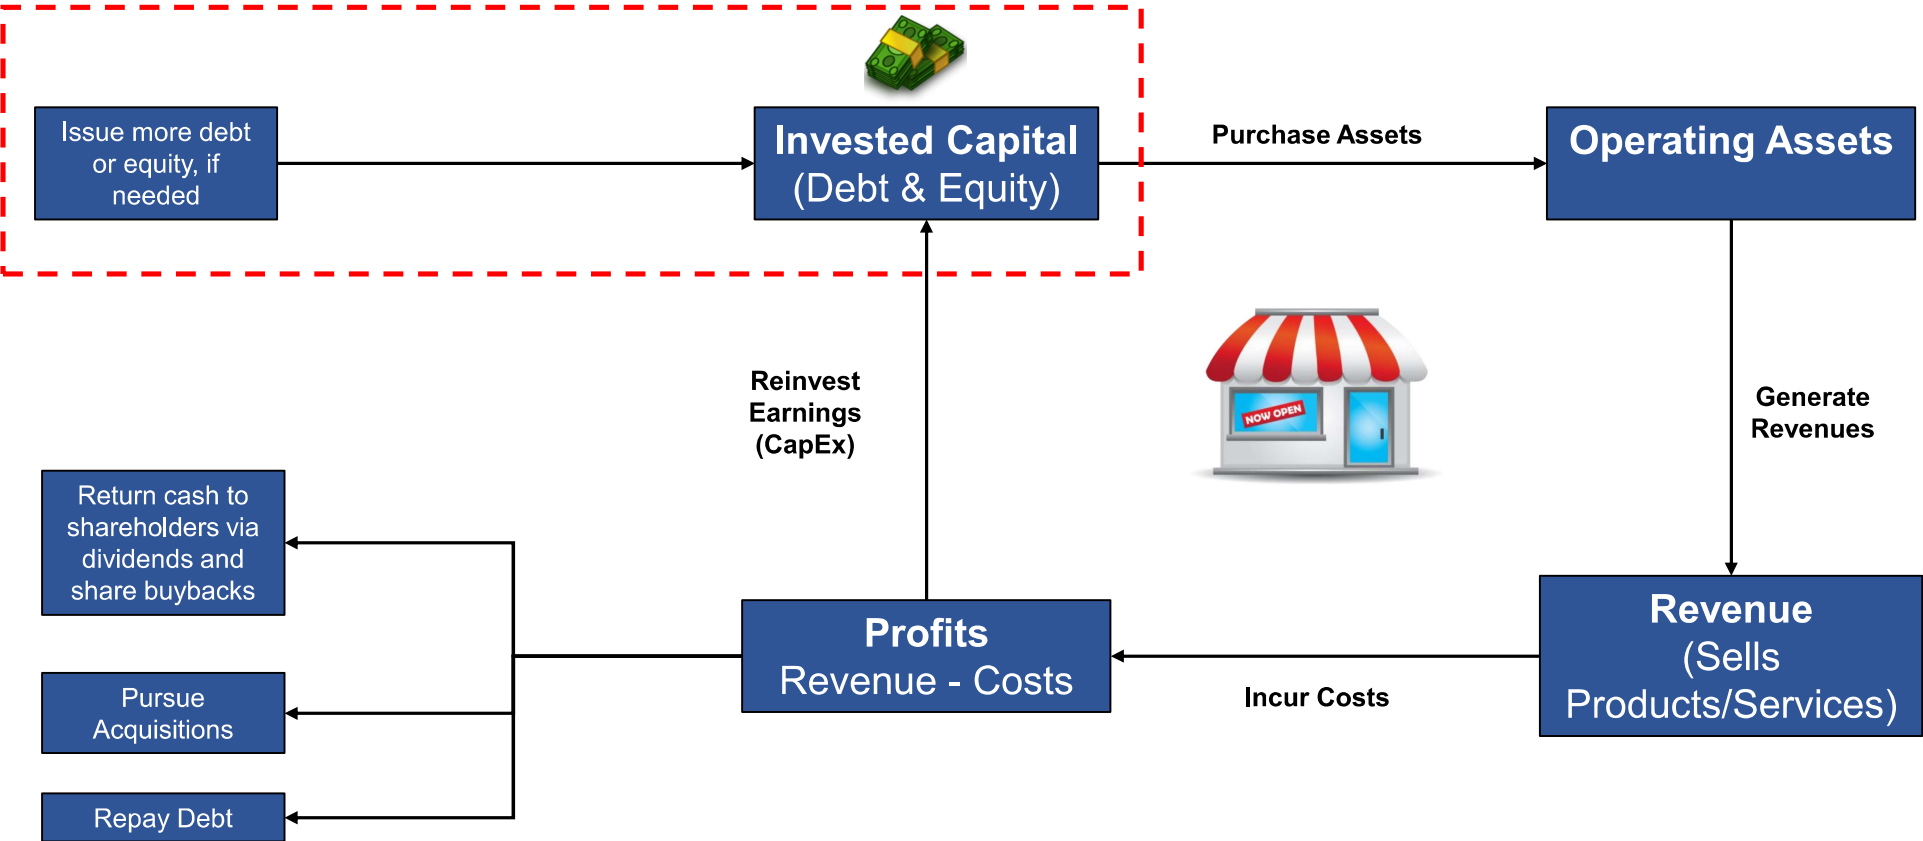 Issue more debt
or equity, if
needed
Invested Capital
(Debt & Equity)
Purchase Assets
Operating Assets
Reinvest
Earnings
(CapEx)
NOW OPEN
Generate
Revenues
Return cash to
shareholders via
dividends and
share buybacks
Profits
Revenue - Costs
Incur Costs
Revenue
(Sells
Products/Services)
Pursue
Acquisitions
Repay Debt